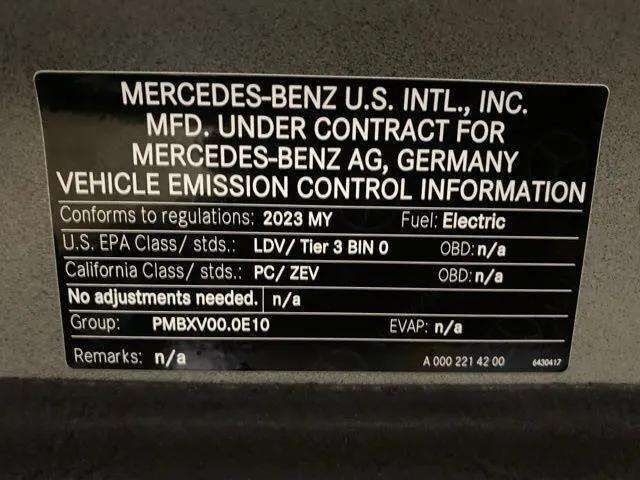 MERCEDES-BENZ U.S. INTL., INC.
MFD. UNDER CONTRACT FOR
MERCEDES-BENZ AG, GERMANY
VEHICLE EMISSION CONTROL INFORMATION
Conforms to regulations: 2023 MY Fuel: Electric
U.S. EPA Class/ stds.: LDV/ Tier 3 BIN 0 OBD: n/a
California Class/ stds.: PC/ ZEV OBD: n/a
No adjustments needed. n/a
Group: PMBXV00.0E10 EVAP: n/a
Remarks: n/a A 000 221 42 00 6430417